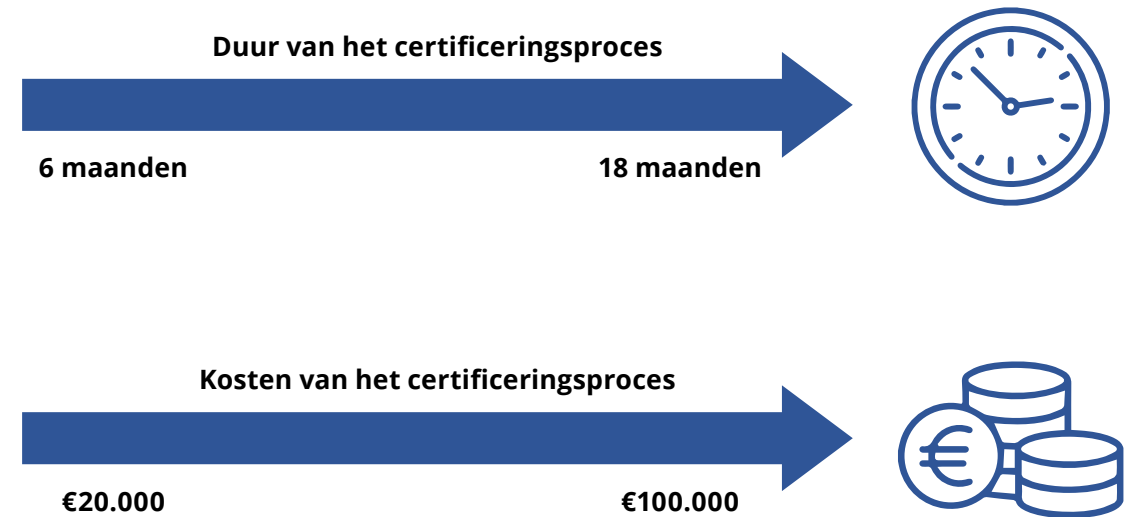 Duur van het certificeringsproces
6 maanden
18 maanden
Kosten van het certificeringsproces
€20.000
€100.000
€